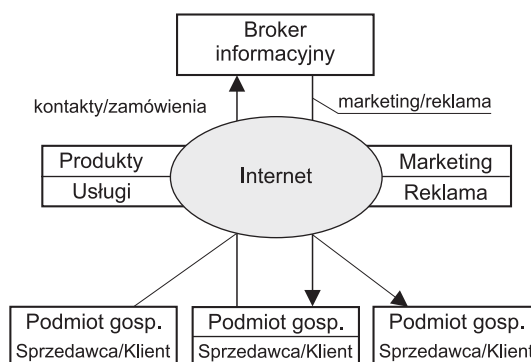 Broker
informacyjny
kontakty/zamówienia
marketing/reklama
Produkty
Usługi
Internet
Marketing
Reklama
Podmiot gosp.
Sprzedawca/Klient
Podmiot gosp.
Sprzedawca/Klient
Podmiot gosp.
Sprzedawca/Klient